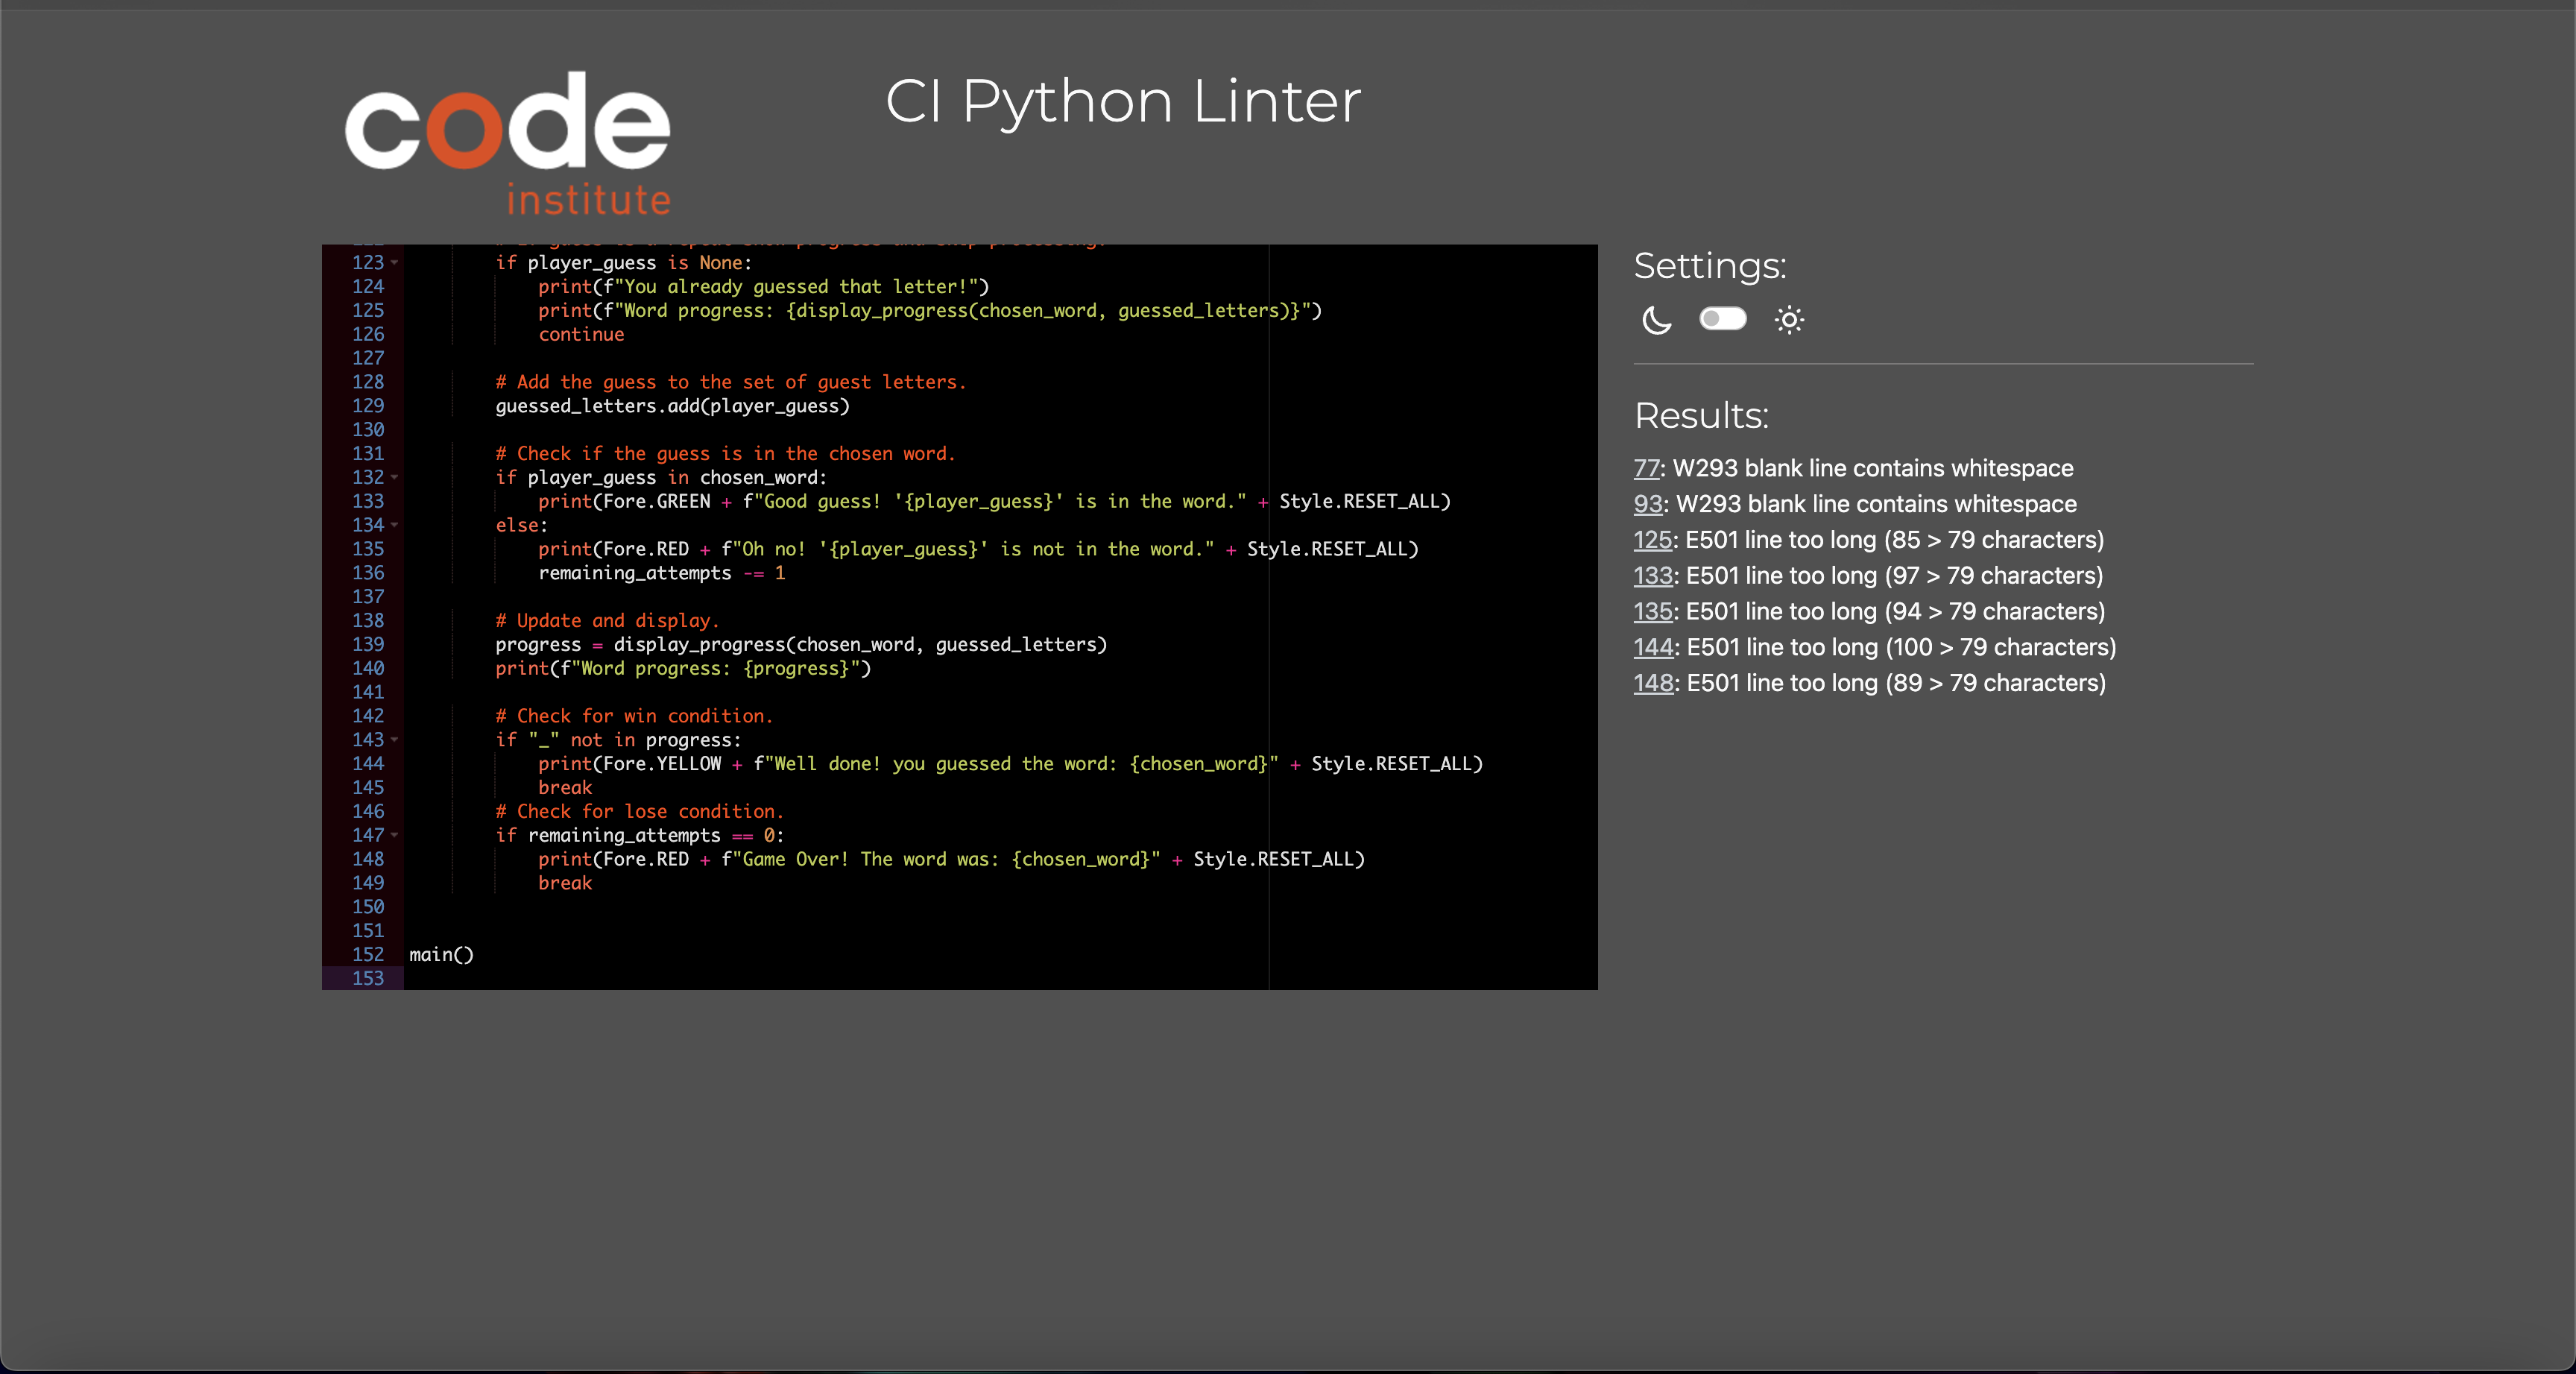 code
institute
CI Python Linter
123 if player_guess is None:
124 print(f"You already guessed that letter!")
125 print(f"Word progress: {display_progress(chosen_word, guessed_letters)}")
126 continue
127
128 # Add the guess to the set of guest letters.
129 guessed_letters.add(player_guess)
130
131 # Check if the guess is in the chosen word.
132 if player_guess in chosen_word:
133 print(Fore.GREEN + f"Good guess! '{player_guess}' is in the word." + Style.RESET_ALL)
134 else:
135 print(Fore.RED + f"Oh no! '{player_guess}' is not in the word." + Style.RESET_ALL)
136 remaining_attempts -= 1
137
138 # Update and display.
139 progress = display_progress(chosen_word, guessed_letters)
140 print(f"Word progress: {progress}")
141
142 # Check for win condition.
143 if "_" not in progress:
144 print(Fore.YELLOW + f"Well done! you guessed the word: {chosen_word}" + Style.RESET_ALL)
145 break
146 # Check for lose condition.
147 if remaining_attempts == 0:
148 print(Fore.RED + f"Game Over! The word was: {chosen_word}" + Style.RESET_ALL)
149 break
150
151
152 main()
153
Settings:
Results:
77: W293 blank line contains whitespace
93: W293 blank line contains whitespace
125: E501 line too long (85 > 79 characters)
133: E501 line too long (97 > 79 characters)
135: E501 line too long (94 > 79 characters)
144: E501 line too long (100 > 79 characters)
148: E501 line too long (89 > 79 characters)